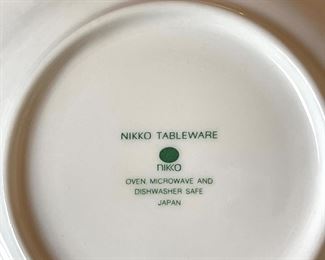 NIKKO TABLEWARE
NIKKO
OVEN MICROWAVE AND
DISHWASHER SAFE
JAPAN